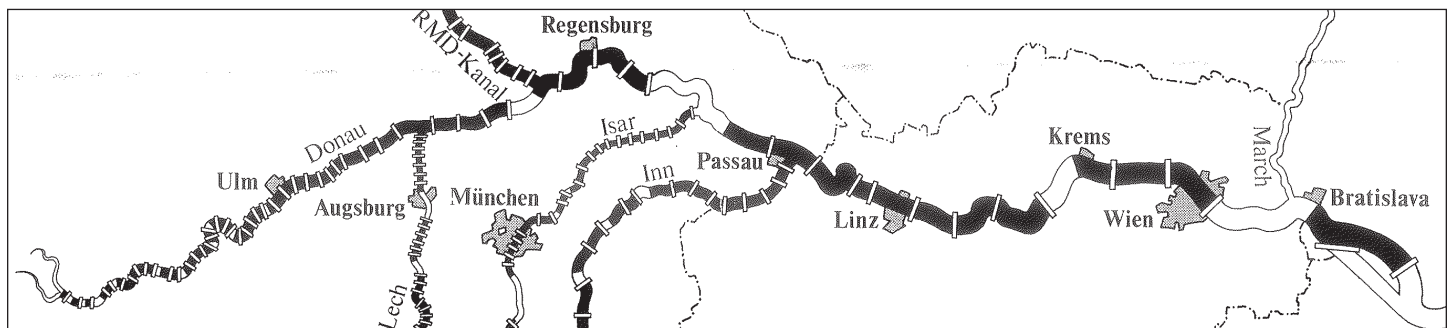 RMD-Kanal
Regensburg
Donau
Isar
Krems
March
Ulm
Inn
Passau
Augsburg
München
Linz
Wien
Bratislava
Lech